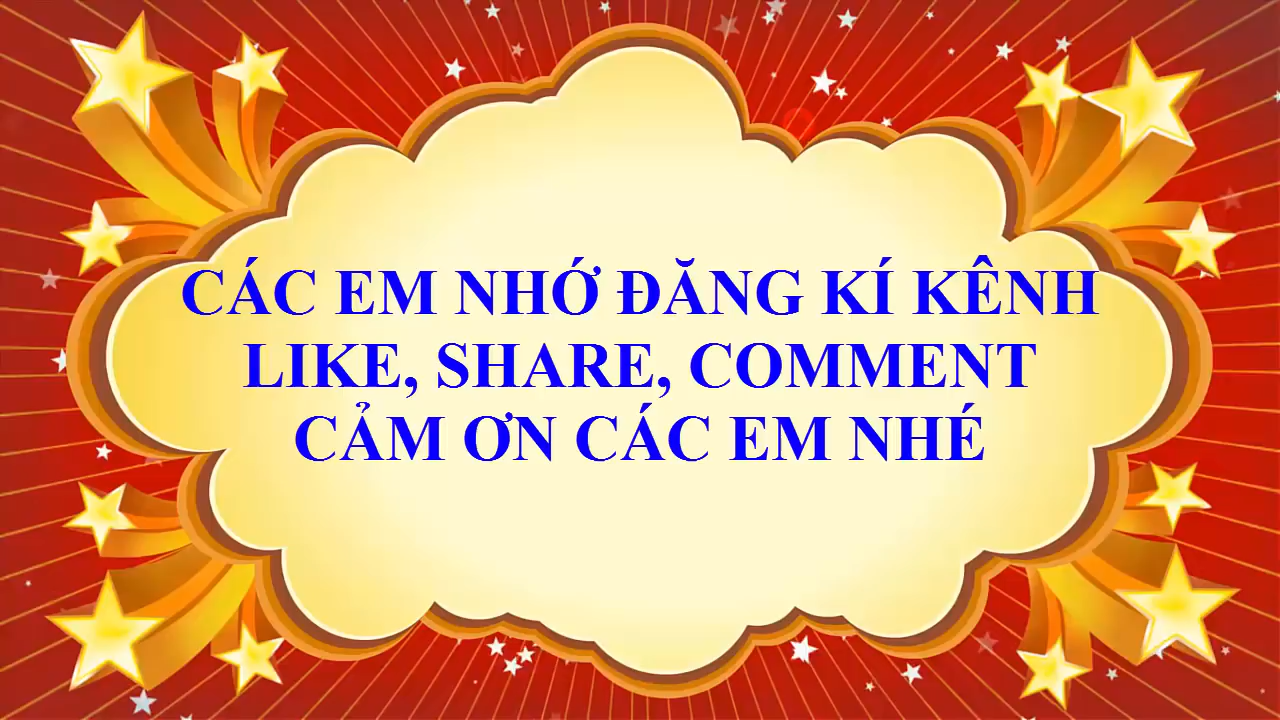 CÁC EM NHỚ ĐĂNG KÍ KÊNH
LIKE, SHARE, COMMENT
CẢM ƠN CÁC EM NHÉ